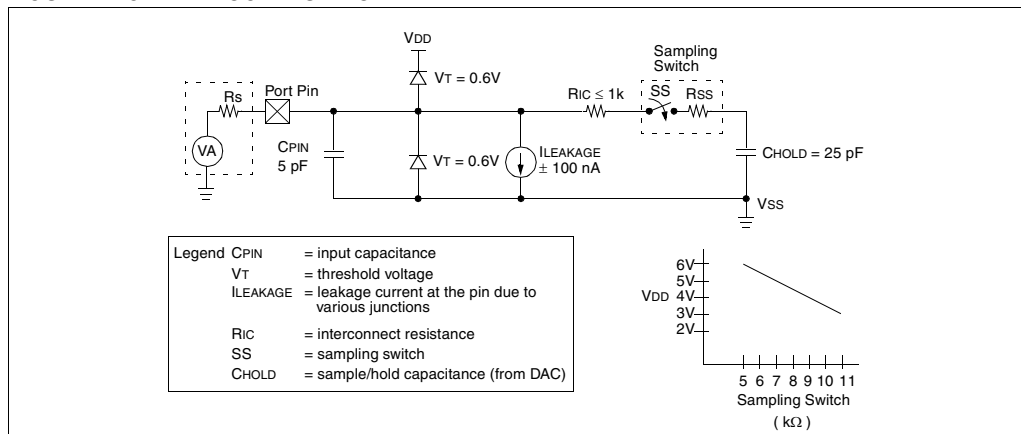 VDD
Sampling
Switch
VT = 0.6V
Port Pin
Rs
RIC ≤ 1k
SS
RSS
VA
CPIN
5 pF
VT = 0.6V
ILEAKAGE
± 100 nA
CHOLD = 25 pF
VSS
Legend CPIN = input capacitance
VT = threshold voltage
ILEAKAGE = leakage current at the pin due to
various junctions
RIC = interconnect resistance
SS = sampling switch
CHOLD = sample/hold capacitance (from DAC)
6V
5V
VDD 4V
3V
2V
5 6 7 8 9 10 11
Sampling Switch
( kΩ )